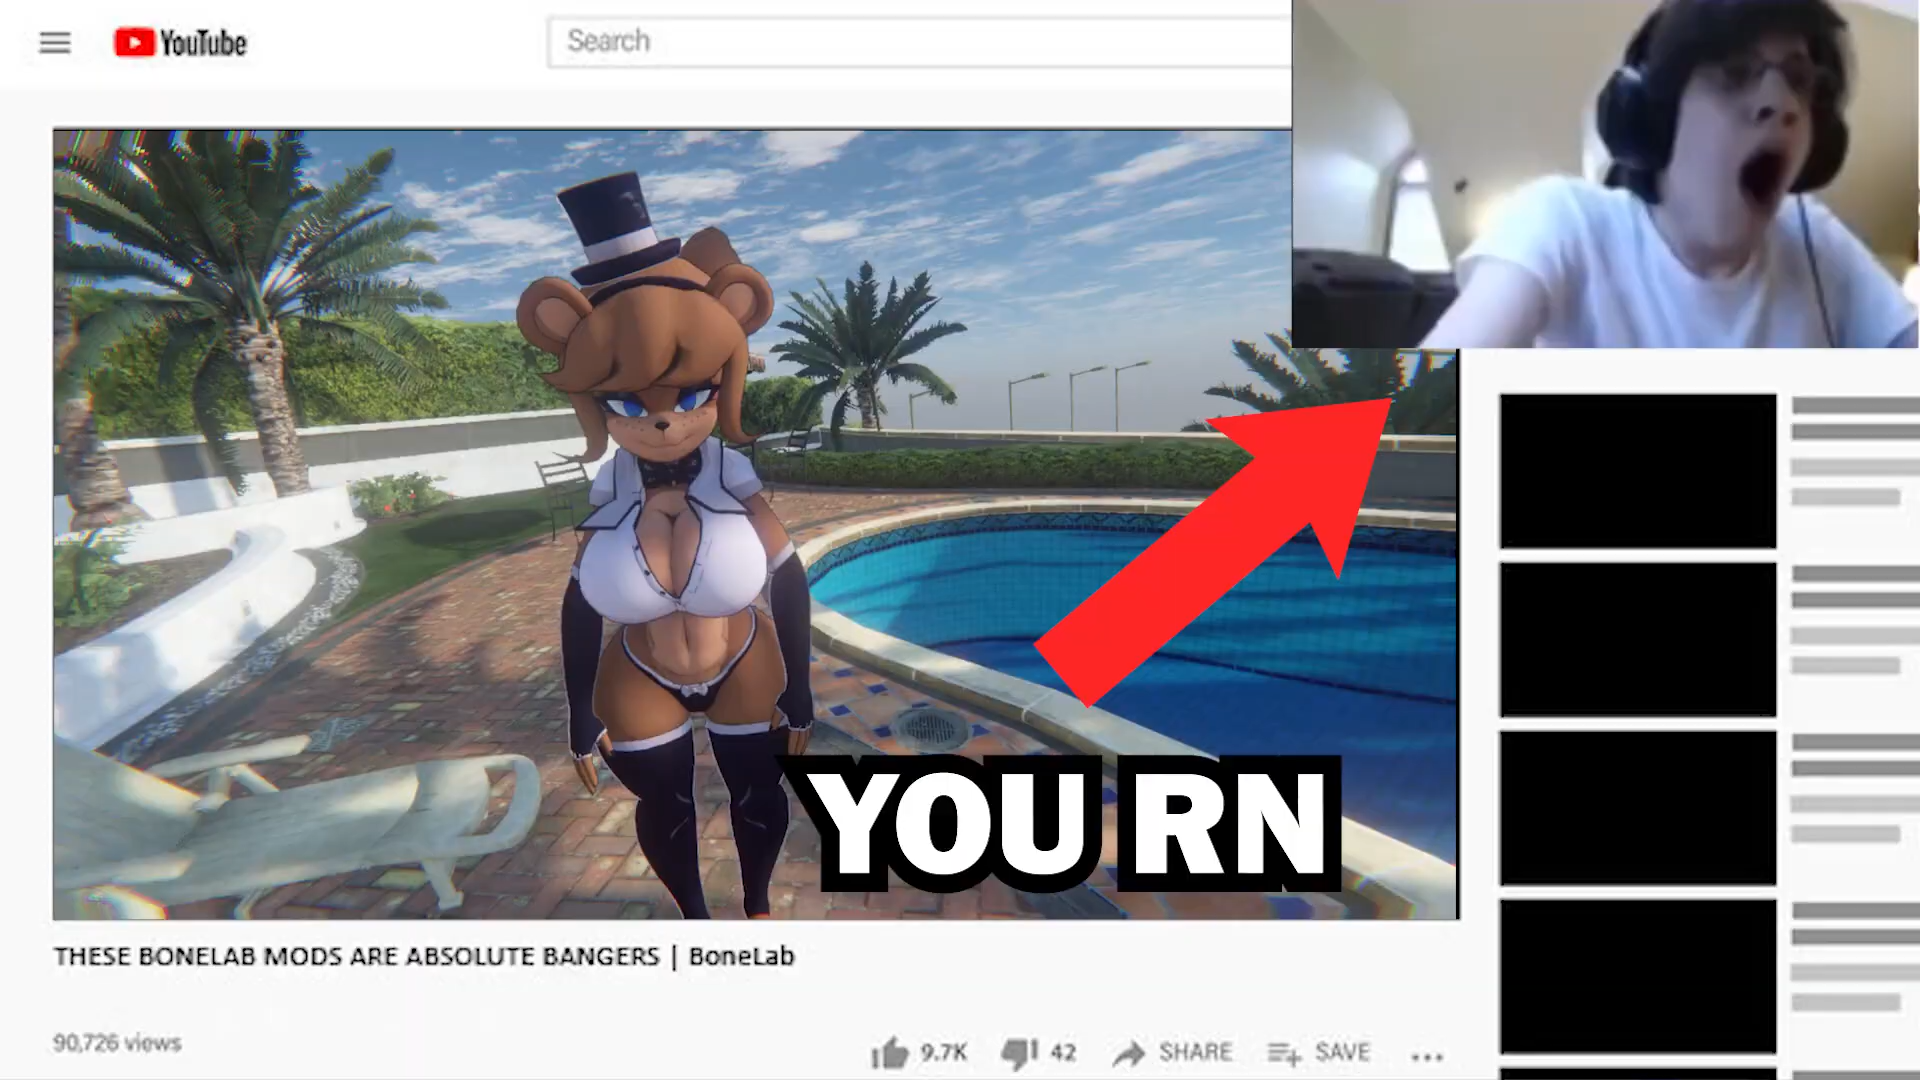 YouTube
Search
YOU RN
THESE BONELAB MODS ARE ABSOLUTE BANGERS | BoneLab
90,726 views
9.7K
42
SHARE
SAVE